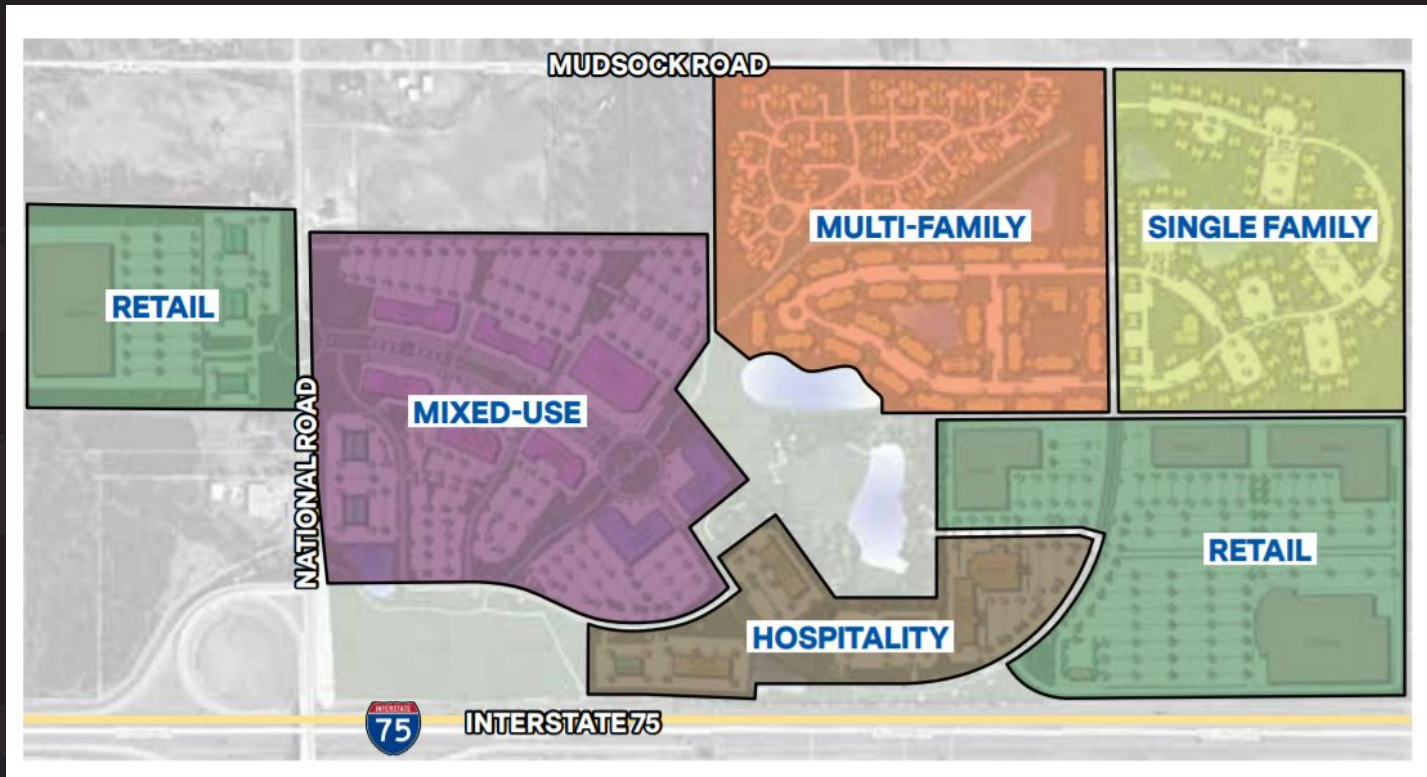 MUDSOCK ROAD
MULTI-FAMILY
SINGLE FAMILY
RETAIL
MIXED-USE
NATIONAL ROAD
RETAIL
HOSPITALITY
INTERSTATE
75
INTERSTATE 75